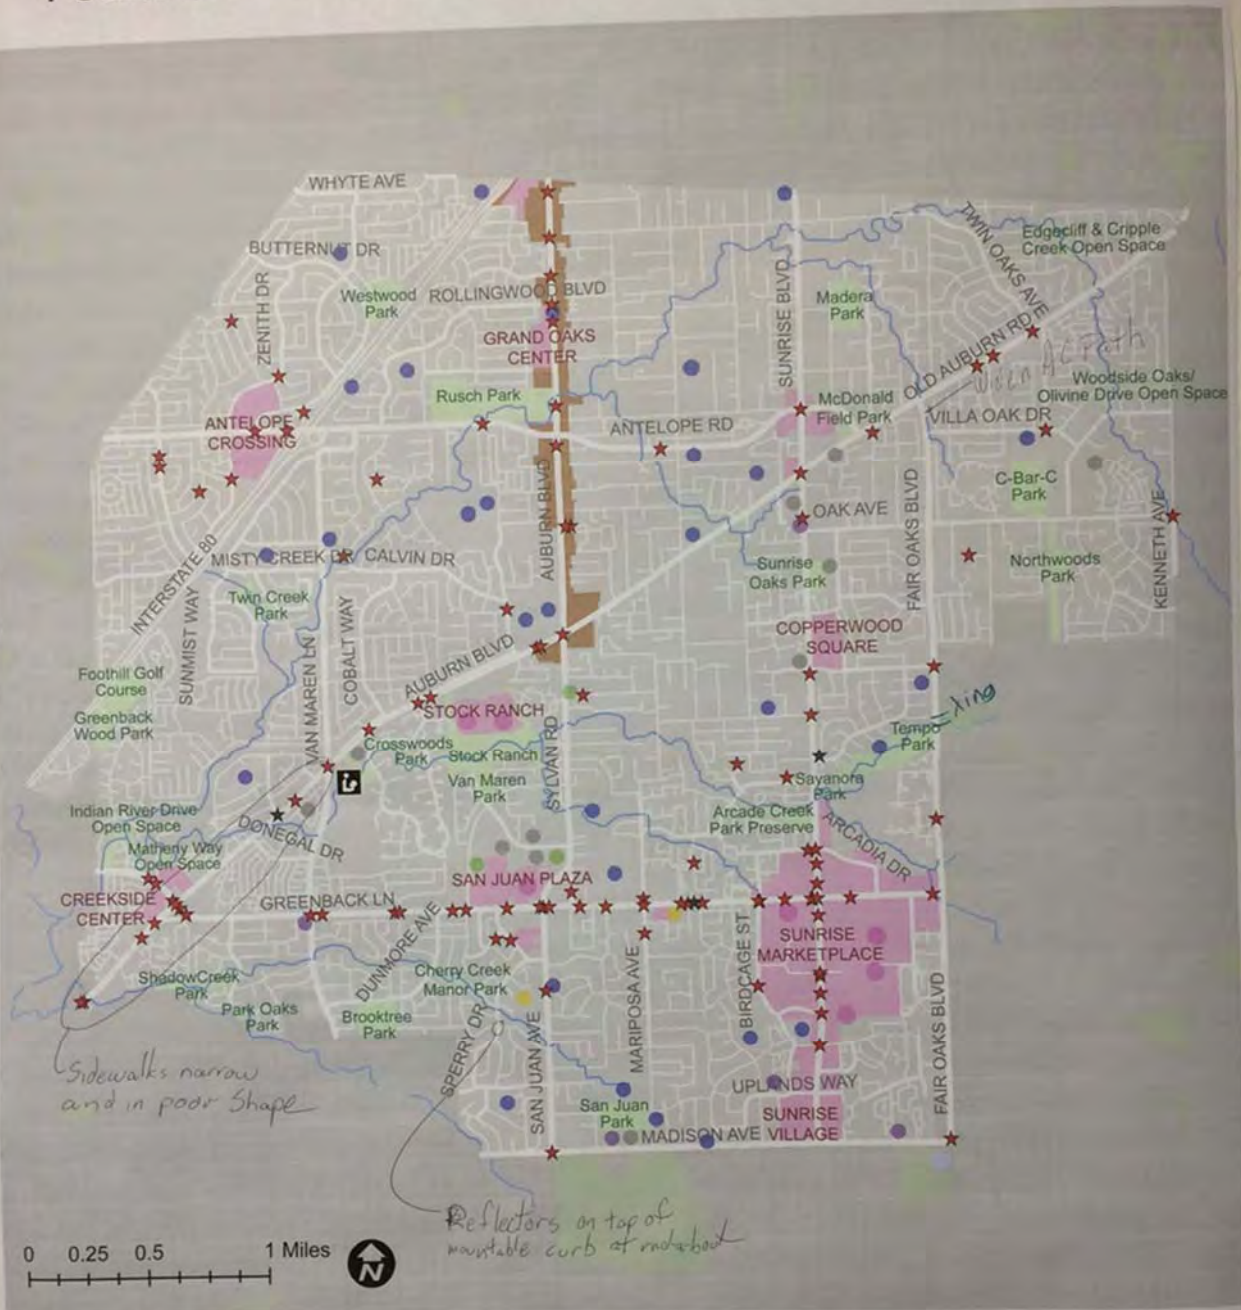 WHYTE AVE
BUTTERNUT DR
TWIN OAKS AVE
Edgecliff & Cripple
Creek Open Space
ZENITH DR
Westwood
Park
ROLLINGWOOD BLVD
SUNRISE BLVD
Madera
Park
GRAND OAKS
CENTER
OLD AUBURN RD
Widen AC Path
Woodside Oaks/
Olivine Drive Open Space
Rusch Park
McDonald
Field Park
VILLA OAK DR
ANTELOPE
CROSSING
ANTELOPE RD
C-Bar-C
Park
AUBURN BLVD
OAK AVE
FAIR OAKS BLVD
KENNETH AVE
INTERSTATE 80
MISTY CREEK DR
CALVIN DR
Sunrise
Oaks Park
Northwoods
Park
Twin Creek
Park
SUNMIST WAY
VAN MAREN LN
COBALT WAY
COPPERWOOD
SQUARE
AUBURN BLVD
Foothill Golf
Course
Greenback
Wood Park
STOCK RANCH
Xing
Tempo
Park
Crosswoods
Park
Stock Ranch
SYLVAN RD
Van Maren
Park
Sayanora
Park
Indian River Drive
Open Space
DONEGAL DR
Arcade Creek
Park Preserve
ARCADIA DR
Matheny Way
Open Space
SAN JUAN PLAZA
CREEKSIDE
CENTER
GREENBACK LN
DUNMORE AVE
BIRDCAGE ST
SUNRISE
MARKETPLACE
MARIPOSA AVE
ShadowCreek
Park
Cherry Creek
Manor Park
Park Oaks
Park
Brooktree
Park
SPERRY DR
SAN JUAN AVE
FAIR OAKS BLVD
Sidewalks narrow
and in poor Shape
UPLANDS WAY
San Juan
Park
SUNRISE
VILLAGE
MADISON AVE
Reflectors on top of
mountable curb at roundabout
0 0.25 0.5 1 Miles
N